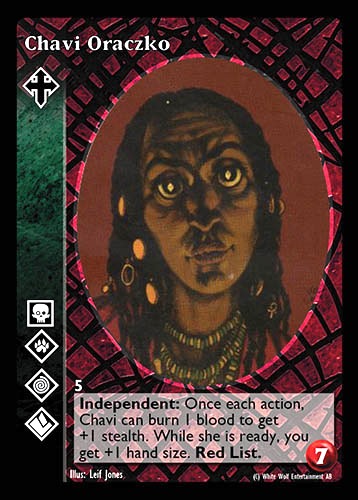 Chavi Oraczko
5
Independent: Once each action,
Chavi can burn 1 blood to get
+1 stealth. While she is ready, you
get +1 hand size. Red List.
7
Illus: Leif Jones
(C) White Wolf Entertainment AB